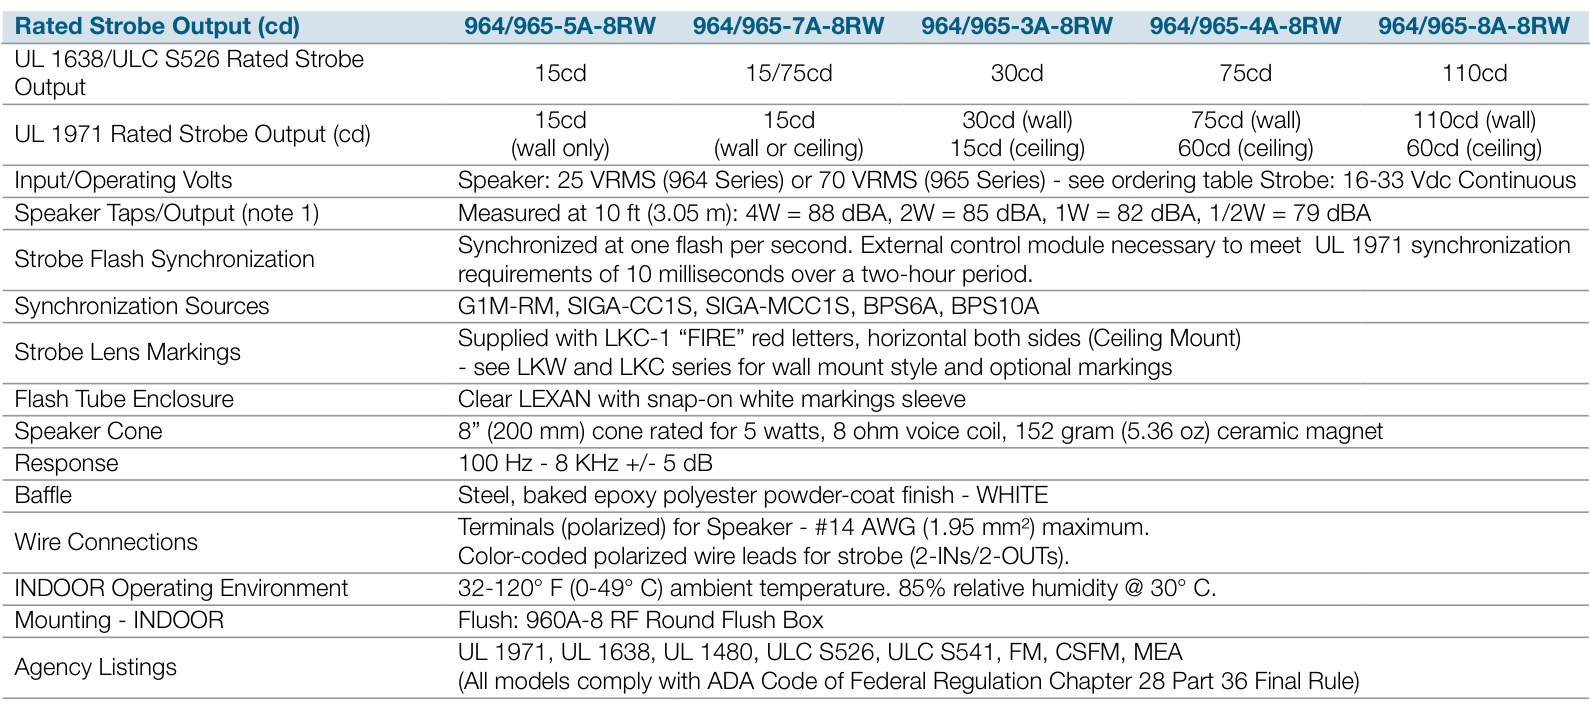 Rated Strobe Output (cd) 964/965-5A-8RW 964/965-7A-8RW 964/965-3A-8RW 964/965-4A-8RW 964/965-8A-8RW
UL 1638/ULC S526 Rated Strobe
Output
15cd 15/75cd 30cd 75cd 110cd
UL 1971 Rated Strobe Output (cd)
15cd 15cd 30cd (wall) 75cd (wall) 110cd (wall)
(wall only) (wall or ceiling) 15cd (ceiling) 60cd (ceiling) 60cd (ceiling)
Input/Operating Volts Speaker: 25 VRMS (964 Series) or 70 VRMS (965 Series) - see ordering table Strobe: 16-33 Vdc Continuous
Speaker Taps/Output (note 1) Measured at 10 ft (3.05 m): 4W = 88 dBA, 2W = 85 dBA, 1W = 82 dBA, 1/2W = 79 dBA
Strobe Flash Synchronization
Synchronized at one flash per second. External control module necessary to meet  UL 1971 synchronization
requirements of 10 milliseconds over a two-hour period.
Synchronization Sources G1M-RM, SIGA-CC1S, SIGA-MCC1S, BPS6A, BPS10A
Strobe Lens Markings
Supplied with LKC-1 “FIRE” red letters, horizontal both sides (Ceiling Mount)
- see LKW and LKC series for wall mount style and optional markings
Flash Tube Enclosure Clear LEXAN with snap-on white markings sleeve
Speaker Cone 8” (200 mm) cone rated for 5 watts, 8 ohm voice coil, 152 gram (5.36 oz) ceramic magnet
Response 100 Hz - 8 KHz +/- 5 dB
Baffle Steel, baked epoxy polyester powder-coat finish - WHITE
Wire Connections
Terminals (polarized) for Speaker - #14 AWG (1.95 mm²) maximum.
Color-coded polarized wire leads for strobe (2-INs/2-OUTs).
INDOOR Operating Environment 32-120° F (0-49° C) ambient temperature. 85% relative humidity @ 30° C.
Mounting - INDOOR Flush: 960A-8 RF Round Flush Box
Agency Listings
UL 1971, UL 1638, UL 1480, ULC S526, ULC S541, FM, CSFM, MEA
(All models comply with ADA Code of Federal Regulation Chapter 28 Part 36 Final Rule)